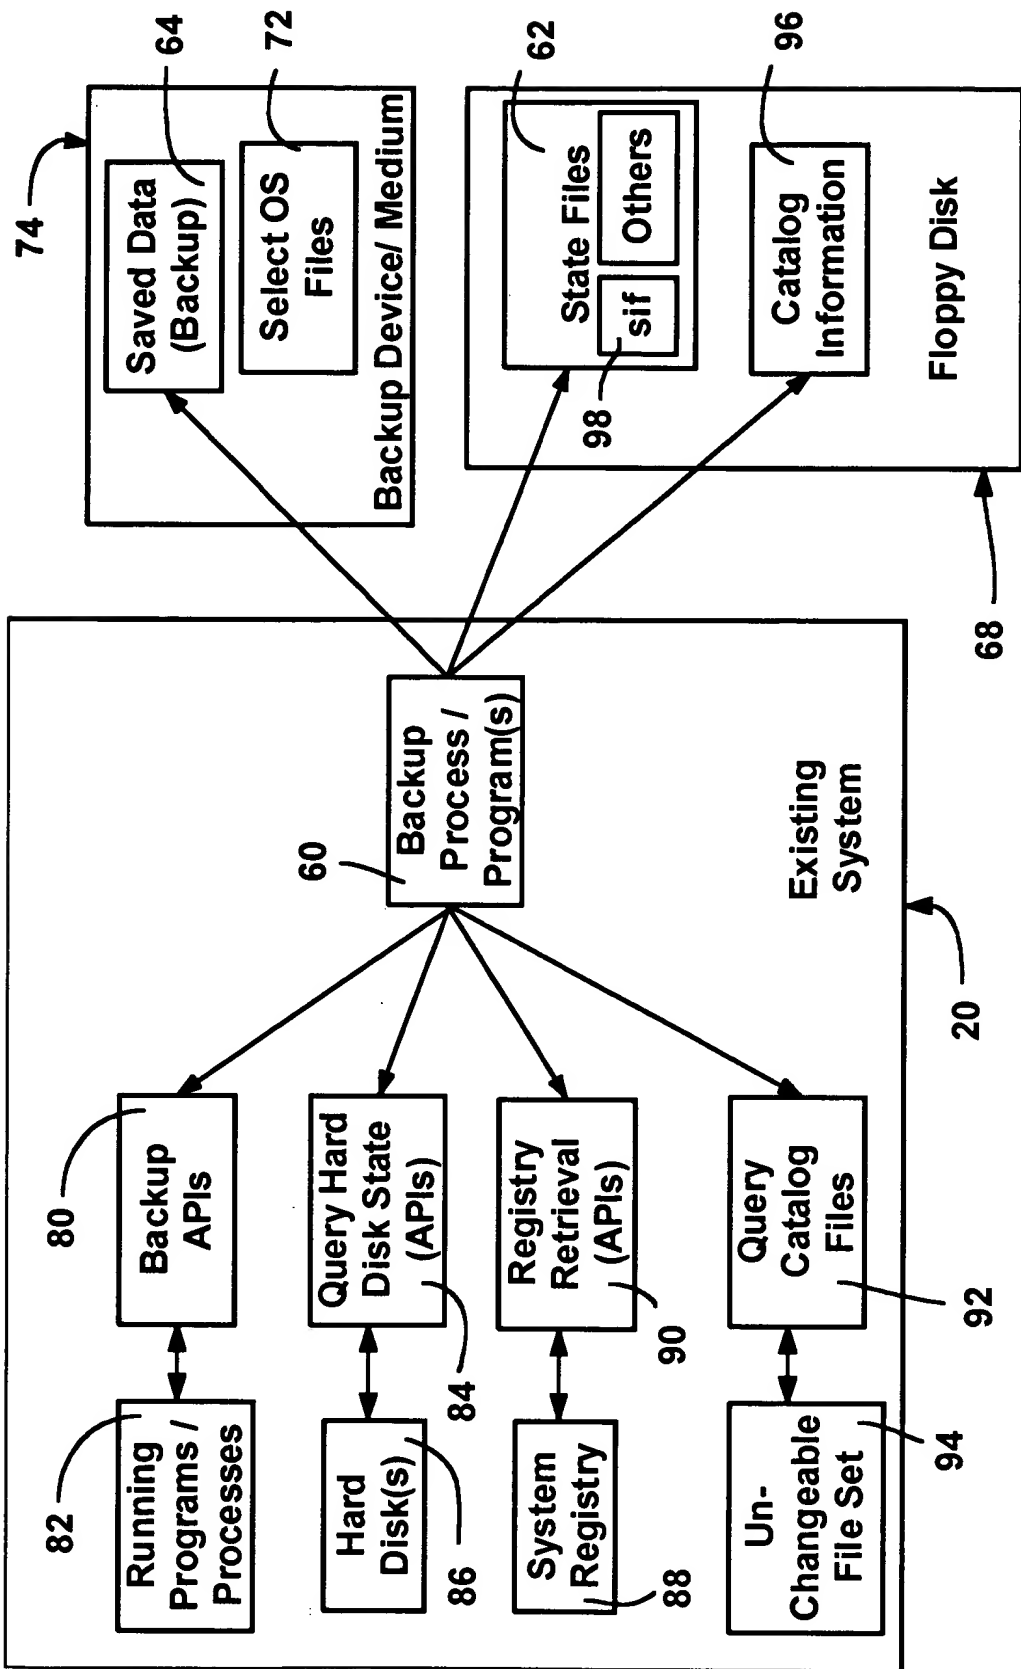 74
64
Saved Data
(Backup)
72
Select OS
Files
Backup Device/ Medium
62
State Files
98
sif
Others
96
Catalog
Information
Floppy Disk
68
60
Backup
Process /
Program(s)
Existing
System
20
80
Backup
APIs
82
Running
Programs /
Processes
Query Hard
Disk State
(APIs)
84
Hard
Disk(s)
86
Registry
Retrieval
(APIs)
90
System
Registry
88
Query
Catalog
Files
92
Un-
Changeable
File Set
94